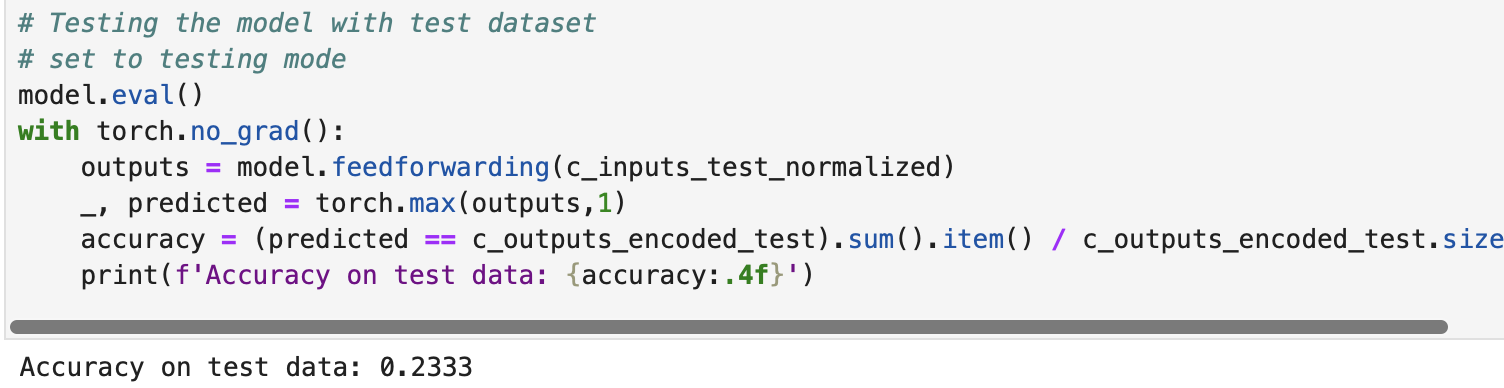 # Testing the model with test dataset
# set to testing mode
model.eval()
with torch.no_grad():
    outputs = model.feedforwarding(c_inputs_test_normalized)
    _, predicted = torch.max(outputs,1)
    accuracy = (predicted == c_outputs_encoded_test).sum().item() / c_outputs_encoded_test.size
    print(f'Accuracy on test data: {accuracy:.4f}')
Accuracy on test data: 0.2333